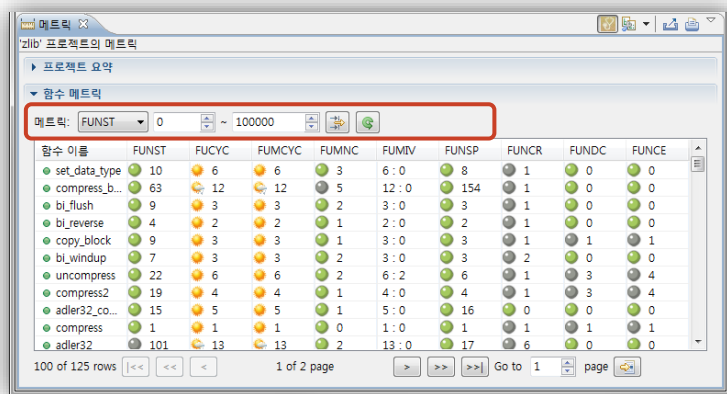 메트릭
'zlib' 프로젝트의 메트릭
프로젝트 요약
함수 메트릭
메트릭: FUNST 0 ~ 100000
함수 이름 FUNST FUCYC FUMCYC FUMNC FUMIV FUNSP FUNCR FUNDC FUNCE
set_data_type 10 6 6 3 6 : 0 8 1 0 0
compress_b... 63 12 12 5 12 : 0 154 1 0 0
bi_flush 9 3 3 2 3 : 0 3 1 0 0
bi_reverse 4 2 2 1 2 : 0 2 1 0 0
copy_block 9 3 3 1 3 : 0 3 1 1 1
bi_windup 7 3 3 2 3 : 0 3 2 0 0
uncompress 22 6 6 2 6 : 2 6 1 3 4
compress2 19 4 4 1 4 : 0 4 1 3 4
adler32_co... 15 5 5 1 5 : 0 16 0 0 0
compress 1 1 1 0 1 : 0 1 1 1 1
adler32 101 13 13 2 13 : 0 17 6 0 0
100 of 125 rows |<< << < 1 of 2 page > >> >>| Go to 1 page